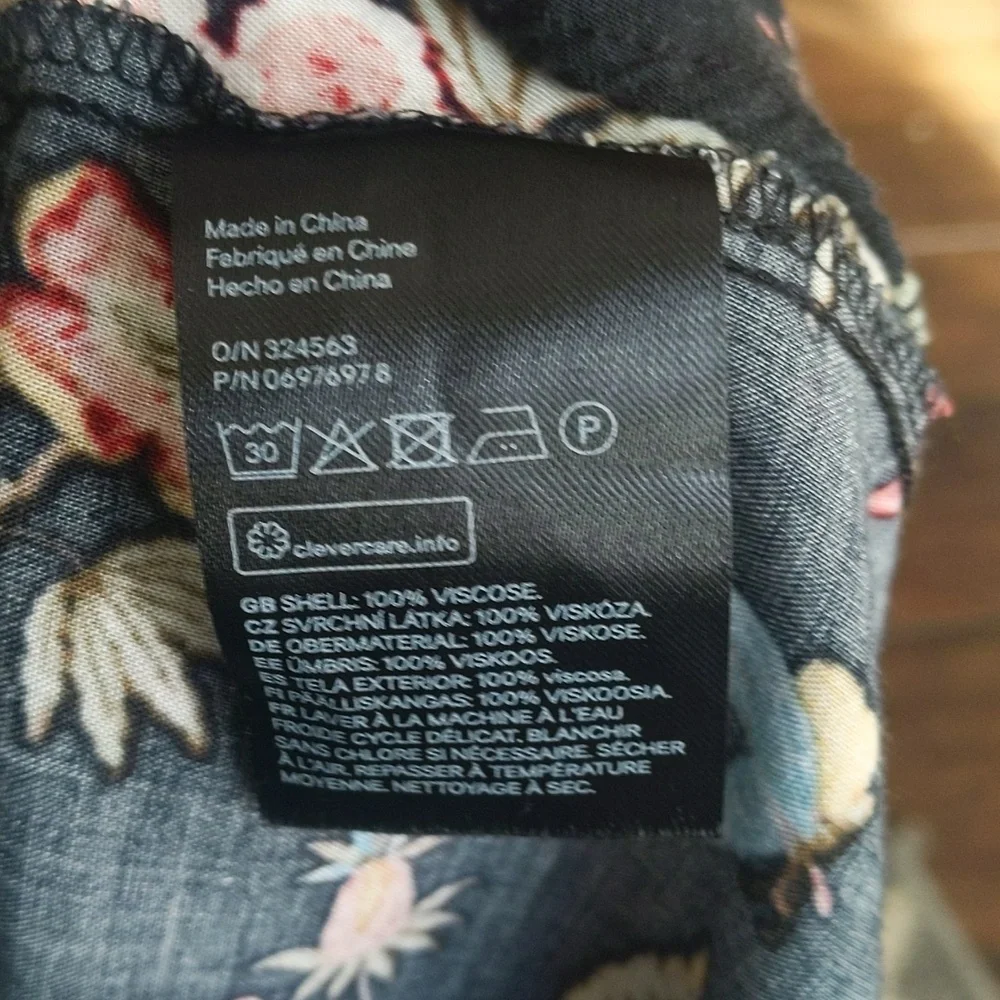 Made in China
Fabriqué en Chine
Hecho en China
O/N 324563
P/N 0697697 8
30 P
clevercare.info
GB SHELL: 100% VISCOSE.
CZ SVRCHNÍ LÁTKA: 100% VISKÓZA.
DE OBERMATERIAL: 100% VISKOSE.
EE ÜMBRIS: 100% VISKOOS.
ES TELA EXTERIOR: 100% viscosa.
FI PÄÄLLISKANGAS: 100% VISKOOSIA.
FR LAVER À LA MACHINE À L'EAU
FROIDE CYCLE DÉLICAT. BLANCHIR
SANS CHLORE SI NÉCESSAIRE. SÉCHER
À L'AIR. REPASSER À TEMPÉRATURE
MOYENNE. NETTOYAGE À SEC.